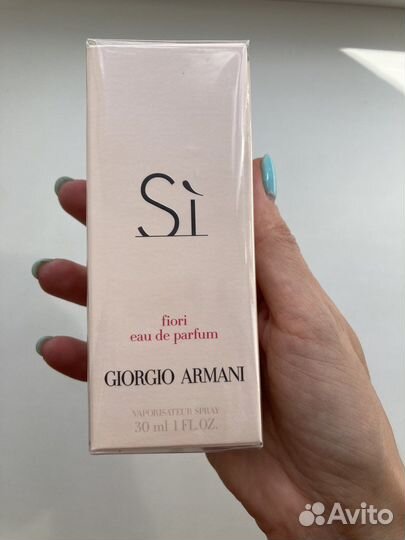 Sì
fiori
eau de parfum
GIORGIO ARMANI
VAPORISATEUR SPRAY
30 ml 1 FL.OZ.
Avito